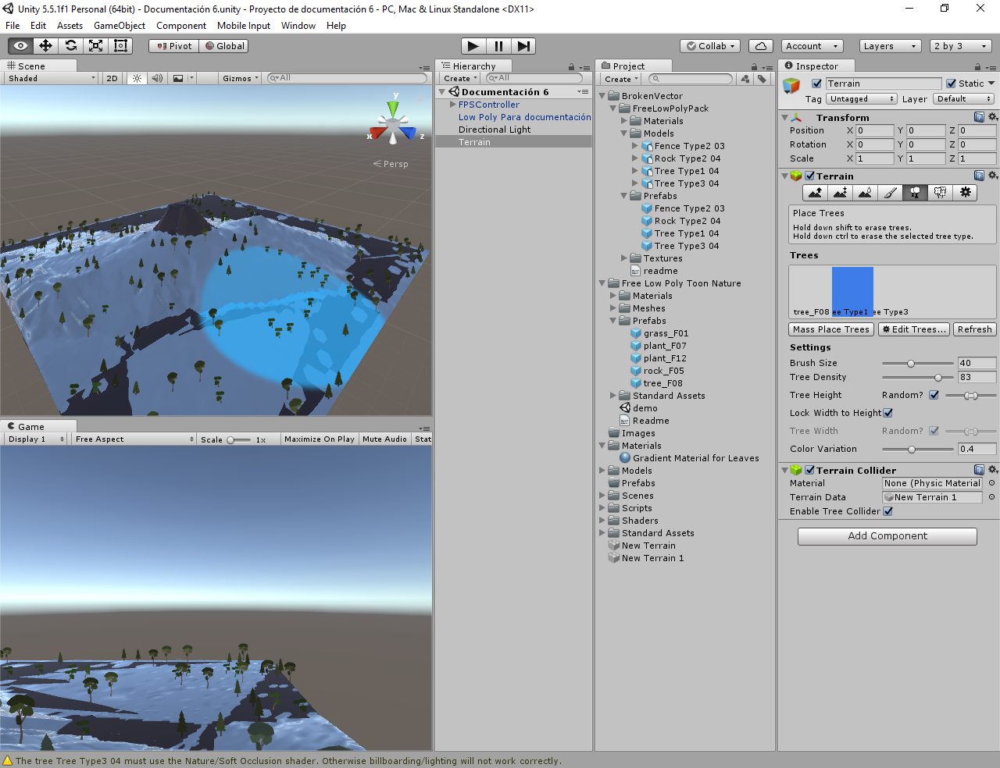 Unity 5.5.1f1 Personal (64bit) - Documentación 6.unity - Proyecto de documentación 6 - PC, Mac & Linux Standalone <DX11>
File Edit Assets GameObject Component Mobile Input Window Help
Pivot Global Collab Account Layers 2 by 3
Scene
Shaded 2D Gizmos All
y
x
z
Persp
Game
Display 1 Free Aspect Scale 1x Maximize On Play Mute Audio Stat
Hierarchy
Create All
Documentación 6
FPSController
Low Poly Para documentación
Directional Light
Terrain
Project
Create
BrokenVector
FreeLowPolyPack
Materials
Models
Fence Type2 03
Rock Type2 04
Tree Type1 04
Tree Type3 04
Prefabs
Fence Type2 03
Rock Type2 04
Tree Type1 04
Tree Type3 04
Textures
readme
Free Low Poly Toon Nature
Materials
Meshes
Prefabs
grass_F01
plant_F07
plant_F12
rock_F05
tree_F08
Standard Assets
demo
Readme
Images
Materials
Gradient Material for Leaves
Models
Prefabs
Scenes
Scripts
Shaders
Standard Assets
New Terrain
New Terrain 1
Inspector
Terrain Static
Tag Untagged Layer Default
Transform
Position X 0 Y 0 Z 0
Rotation X 0 Y 0 Z 0
Scale X 1 Y 1 Z 1
Terrain
Place Trees
Hold down shift to erase trees.
Hold down ctrl to erase the selected tree type.
Trees
tree_F08 ee Type1 ee Type3
Mass Place Trees Edit Trees... Refresh
Settings
Brush Size 40
Tree Density 83
Tree Height Random?
Lock Width to Height
Tree Width Random?
Color Variation 0.4
Terrain Collider
Material None (Physic Material
Terrain Data New Terrain 1
Enable Tree Collider
Add Component
The tree Tree Type3 04 must use the Nature/Soft Occlusion shader. Otherwise billboarding/lighting will not work correctly.